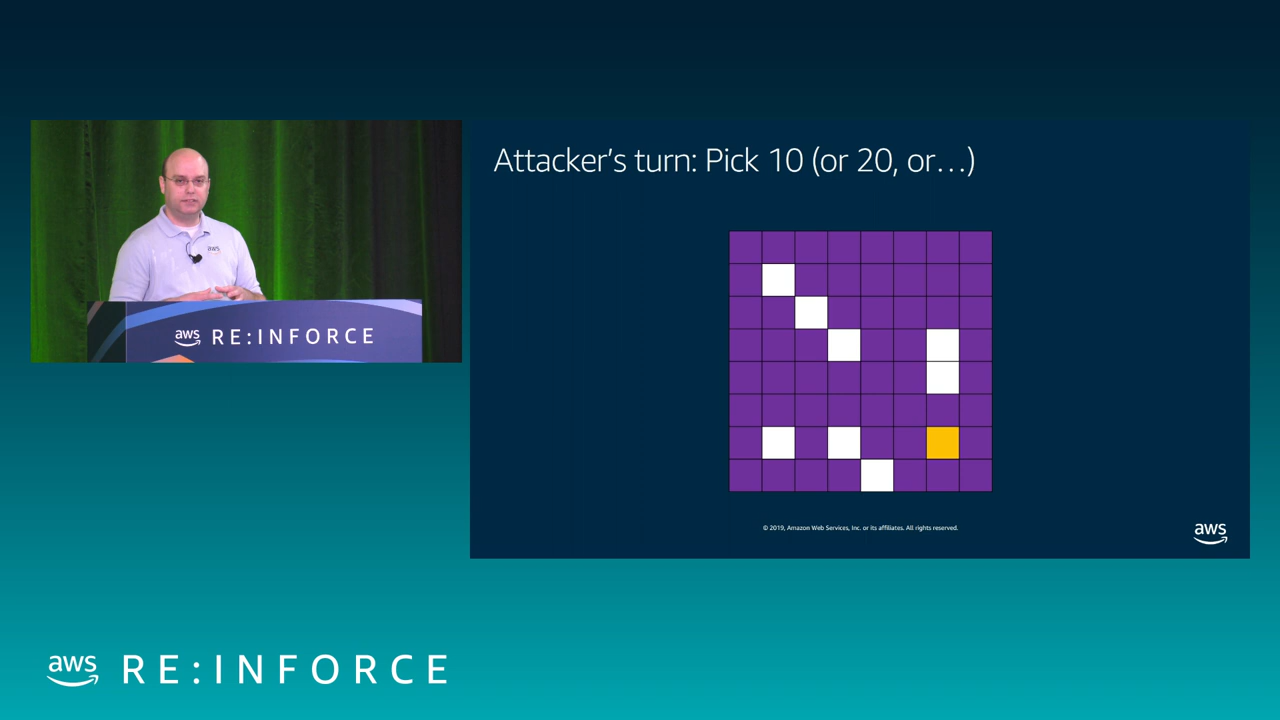 Attacker's turn: Pick 10 (or 20, or…)
aws
aws RE:INFORCE
© 2019, Amazon Web Services, Inc. or its affiliates. All rights reserved.
aws
aws RE:INFORCE